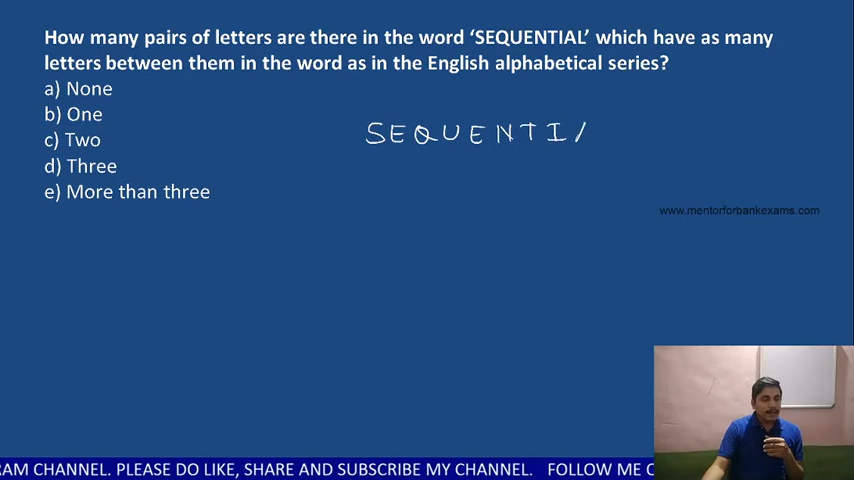 How many pairs of letters are there in the word ‘SEQUENTIAL’ which have as many
letters between them in the word as in the English alphabetical series?
a) None
b) One
c) Two
d) Three
e) More than three
SEQUENTI/
www.mentorforbankexams.com
RAM CHANNEL. PLEASE DO LIKE, SHARE AND SUBSCRIBE MY CHANNEL. FOLLOW ME